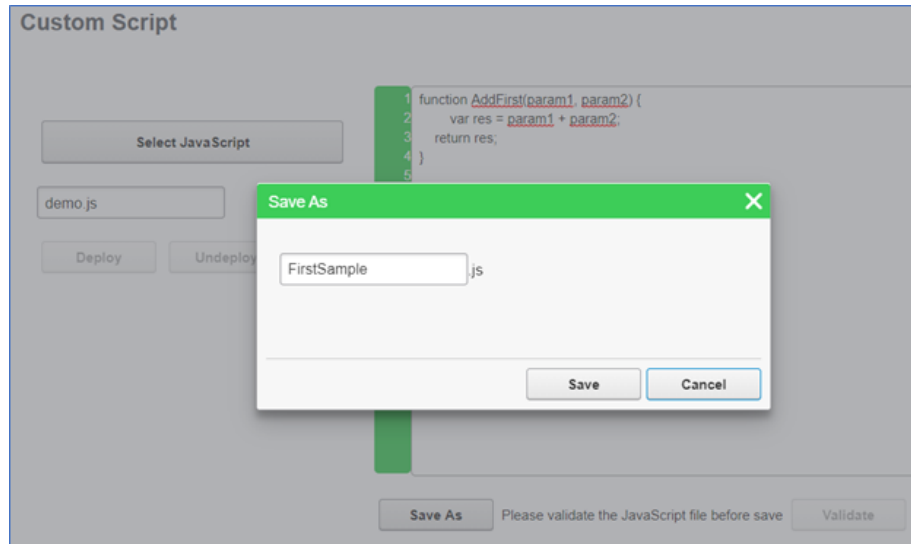 Custom Script
Select JavaScript
demo.js
Deploy Undeploy
1 function AddFirst(param1, param2) {
2 var res = param1 + param2;
3 return res;
4 }
5
Save As
FirstSample .js
Save Cancel
Save As Please validate the JavaScript file before save Validate